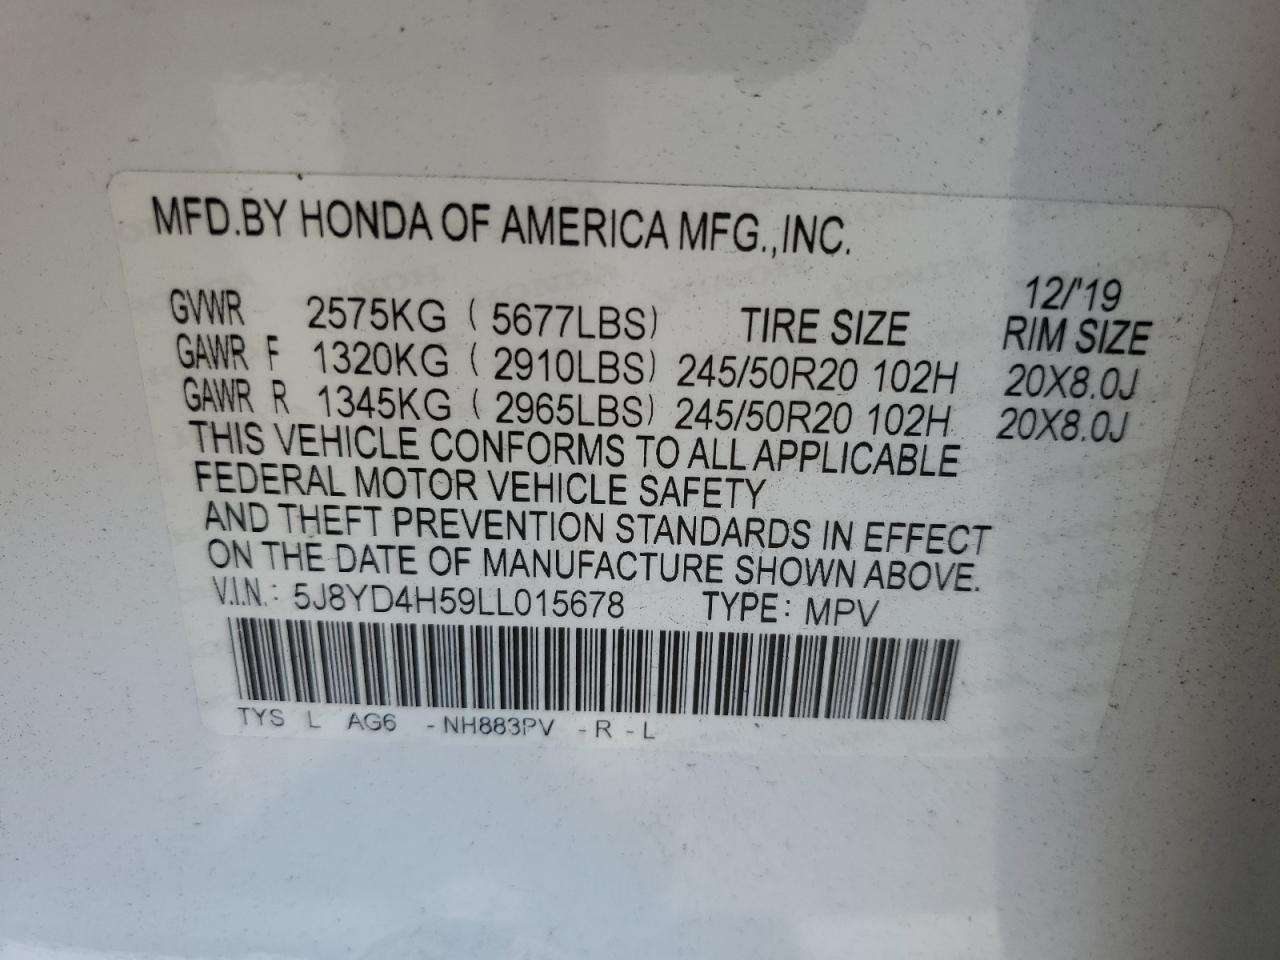 MFD.BY HONDA OF AMERICA MFG.,INC.
12/'19
GVWR 2575KG ( 5677LBS) TIRE SIZE RIM SIZE
GAWR F 1320KG ( 2910LBS) 245/50R20 102H 20X8.0J
GAWR R 1345KG ( 2965LBS) 245/50R20 102H 20X8.0J
THIS VEHICLE CONFORMS TO ALL APPLICABLE
FEDERAL MOTOR VEHICLE SAFETY
AND THEFT PREVENTION STANDARDS IN EFFECT
ON THE DATE OF MANUFACTURE SHOWN ABOVE.
V.I.N.: 5J8YD4H59LL015678 TYPE: MPV
TYS L AG6 -NH883PV -R -L -